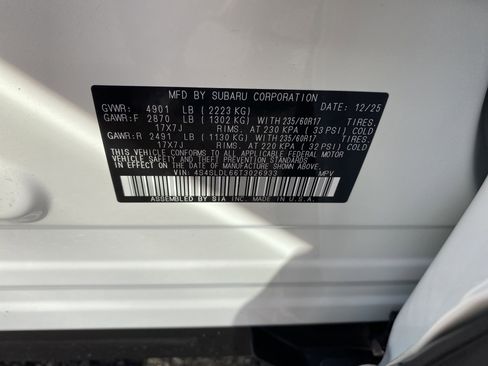 MFD BY SUBARU CORPORATION
GVWR: 4901 LB (2223 KG) DATE: 12/25
GAWR:F 2870 LB (1302 KG) WITH 235/60R17 TIRES.
17X7J RIMS. AT 230 KPA (33 PSI) COLD
GAWR:R 2491 LB (1130 KG) WITH 235/60R17 TIRES.
17X7J RIMS. AT 220 KPA (32 PSI) COLD
THIS VEHICLE CONFORMS TO ALL APPLICABLE FEDERAL MOTOR
VEHICLE SAFETY AND THEFT PREVENTION STANDARDS
IN EFFECT ON THE DATE OF MANUFACTURE SHOWN ABOVE.
VIN: 4S4SLDL66T3026933 MPV
ASSEMBLED BY SIA INC. MADE IN U.S.A.